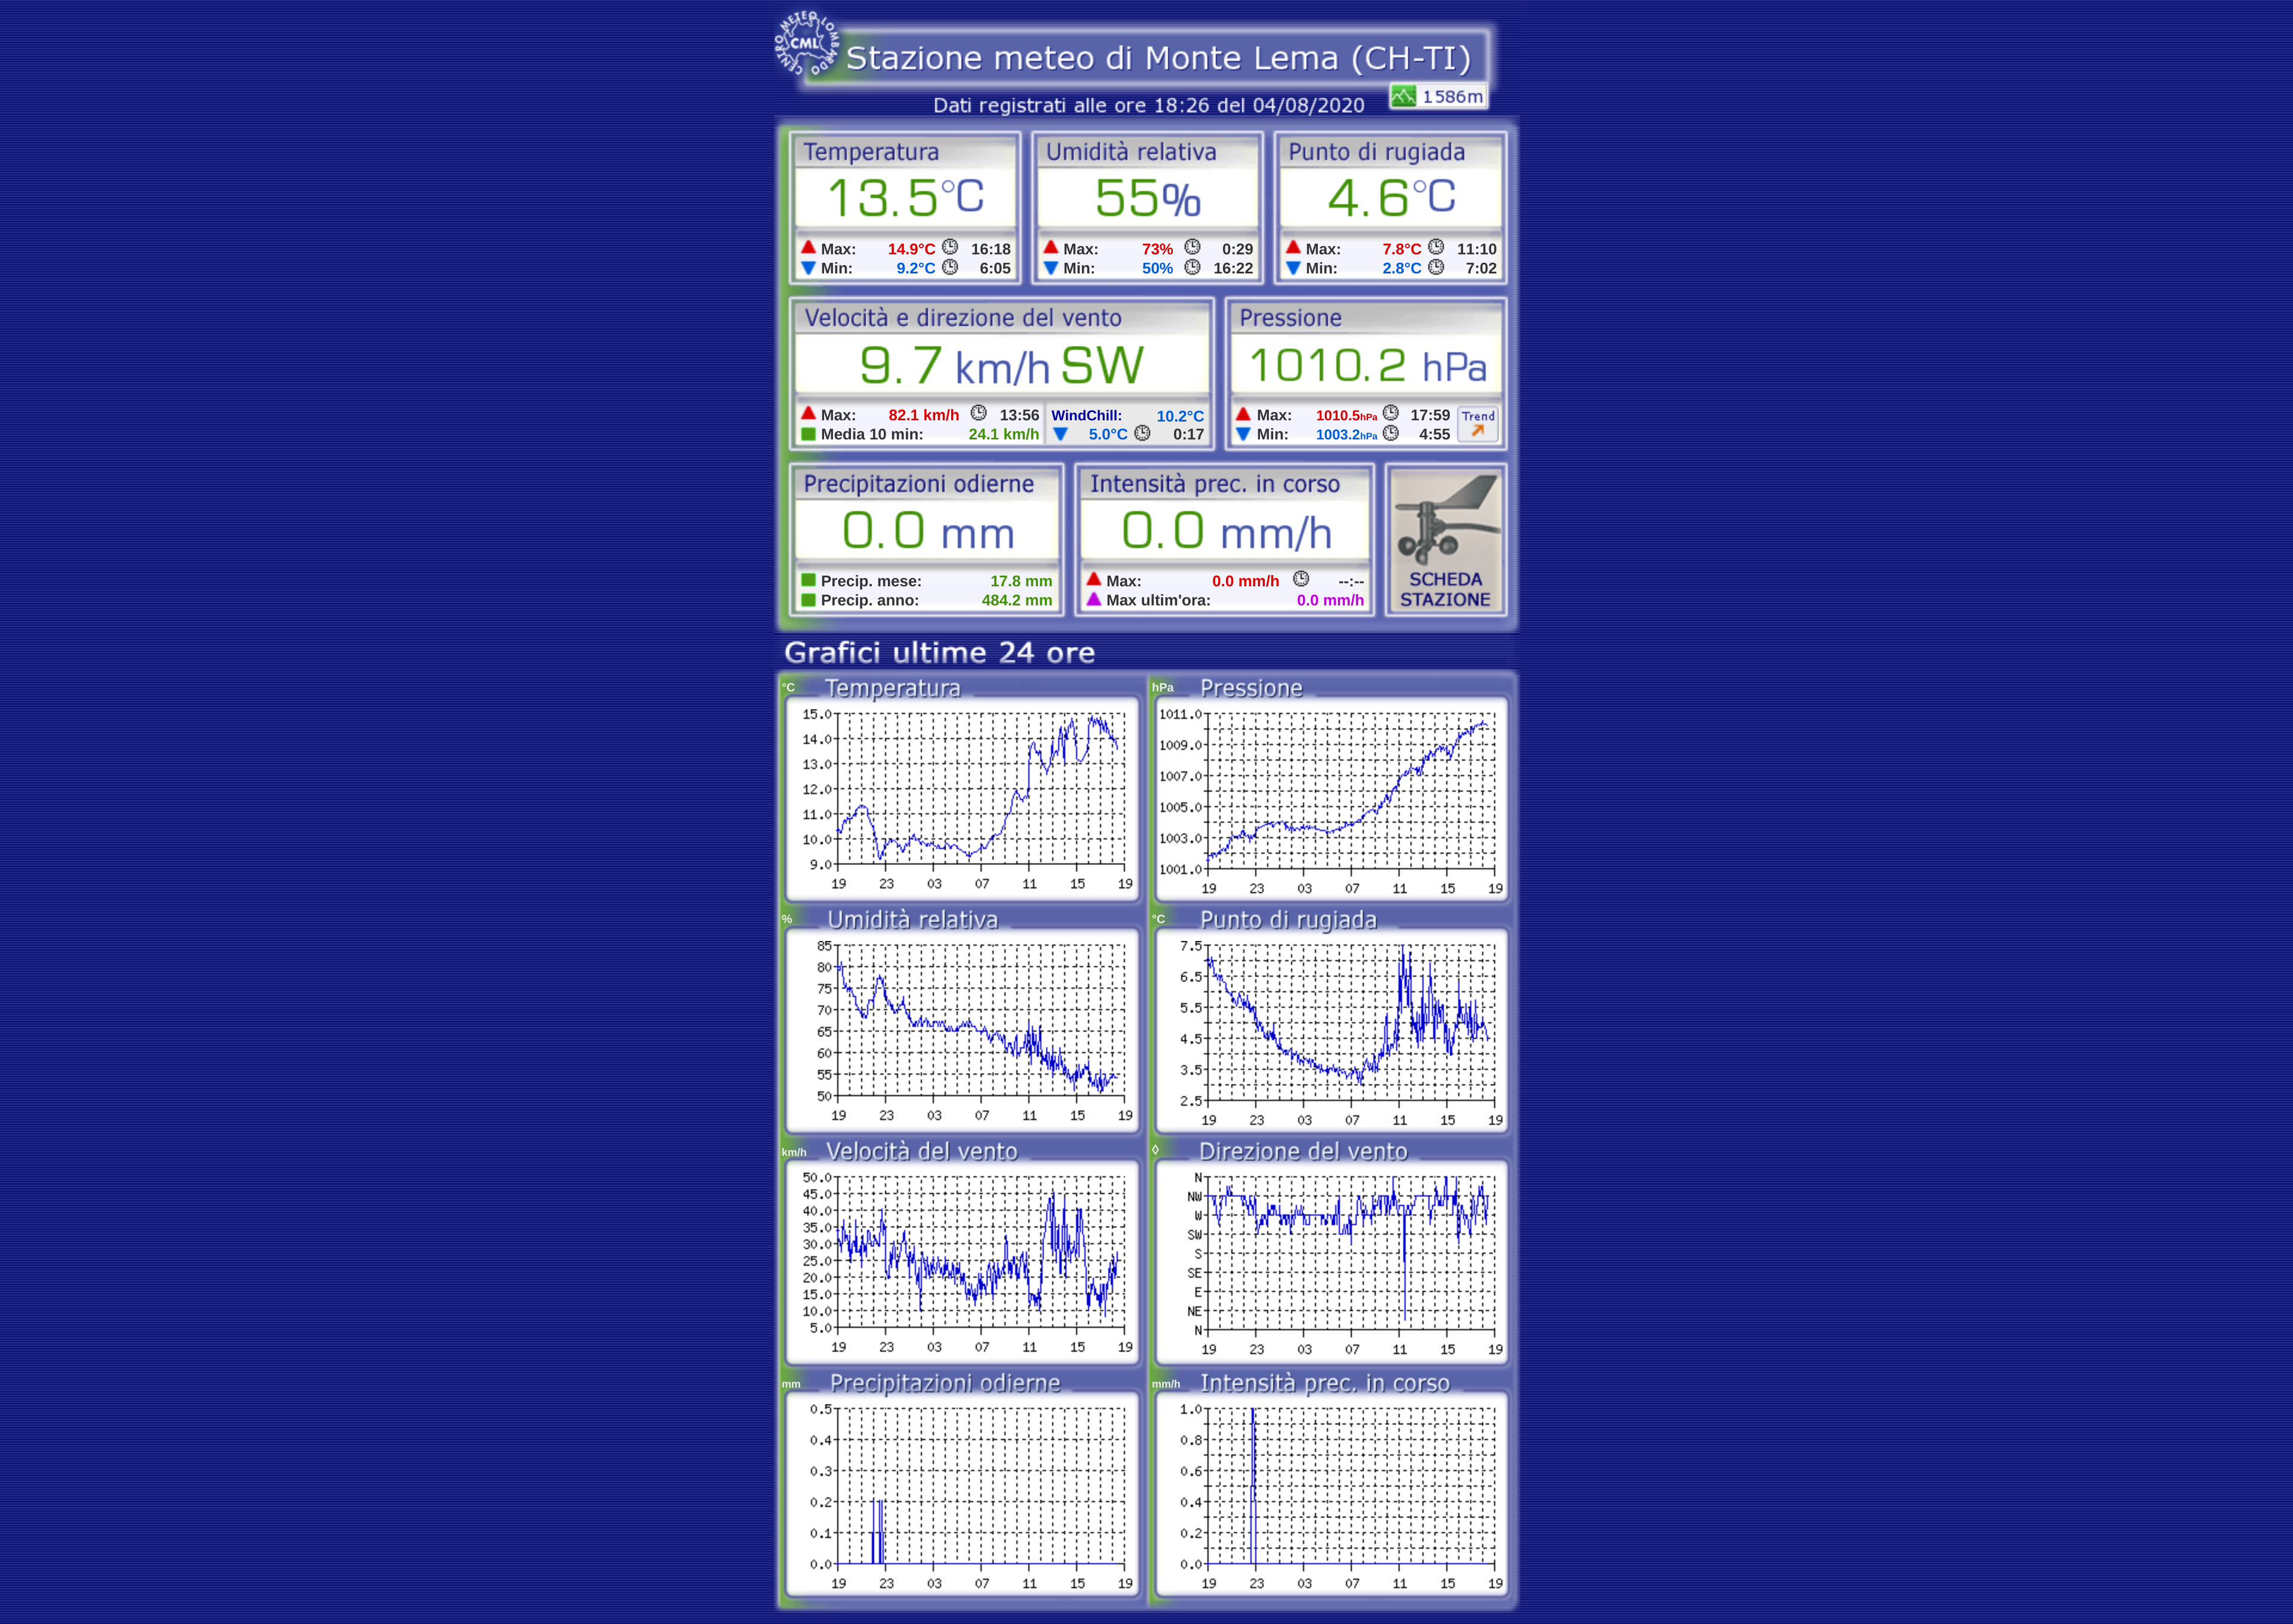 CENTRO METEO LOMBARDO
CML
Stazione meteo di Monte Lema (CH-TI)
Dati registrati alle ore 18:26 del 04/08/2020
1586m
Temperatura
13.5°C
Max: 14.9°C 16:18
Min: 9.2°C 6:05
Umidità relativa
55%
Max: 73% 0:29
Min: 50% 16:22
Punto di rugiada
4.6°C
Max: 7.8°C 11:10
Min: 2.8°C 7:02
Velocità e direzione del vento
9.7 km/h SW
Max: 82.1 km/h 13:56
Media 10 min: 24.1 km/h
WindChill: 10.2°C
5.0°C 0:17
Pressione
1010.2 hPa
Max: 1010.5hPa 17:59
Min: 1003.2hPa 4:55
Trend
Precipitazioni odierne
0.0 mm
Precip. mese: 17.8 mm
Precip. anno: 484.2 mm
Intensità prec. in corso
0.0 mm/h
Max: 0.0 mm/h --:--
Max ultim'ora: 0.0 mm/h
SCHEDA
STAZIONE
Grafici ultime 24 ore
°C Temperatura
15.0
14.0
13.0
12.0
11.0
10.0
9.0
19 23 03 07 11 15 19
hPa Pressione
1011.0
1009.0
1007.0
1005.0
1003.0
1001.0
19 23 03 07 11 15 19
% Umidità relativa
85
80
75
70
65
60
55
50
19 23 03 07 11 15 19
°C Punto di rugiada
7.5
6.5
5.5
4.5
3.5
2.5
19 23 03 07 11 15 19
km/h Velocità del vento
50.0
45.0
40.0
35.0
30.0
25.0
20.0
15.0
10.0
5.0
19 23 03 07 11 15 19
◊ Direzione del vento
N
NW
W
SW
S
SE
E
NE
N
19 23 03 07 11 15 19
mm Precipitazioni odierne
0.5
0.4
0.3
0.2
0.1
0.0
19 23 03 07 11 15 19
mm/h Intensità prec. in corso
1.0
0.8
0.6
0.4
0.2
0.0
19 23 03 07 11 15 19